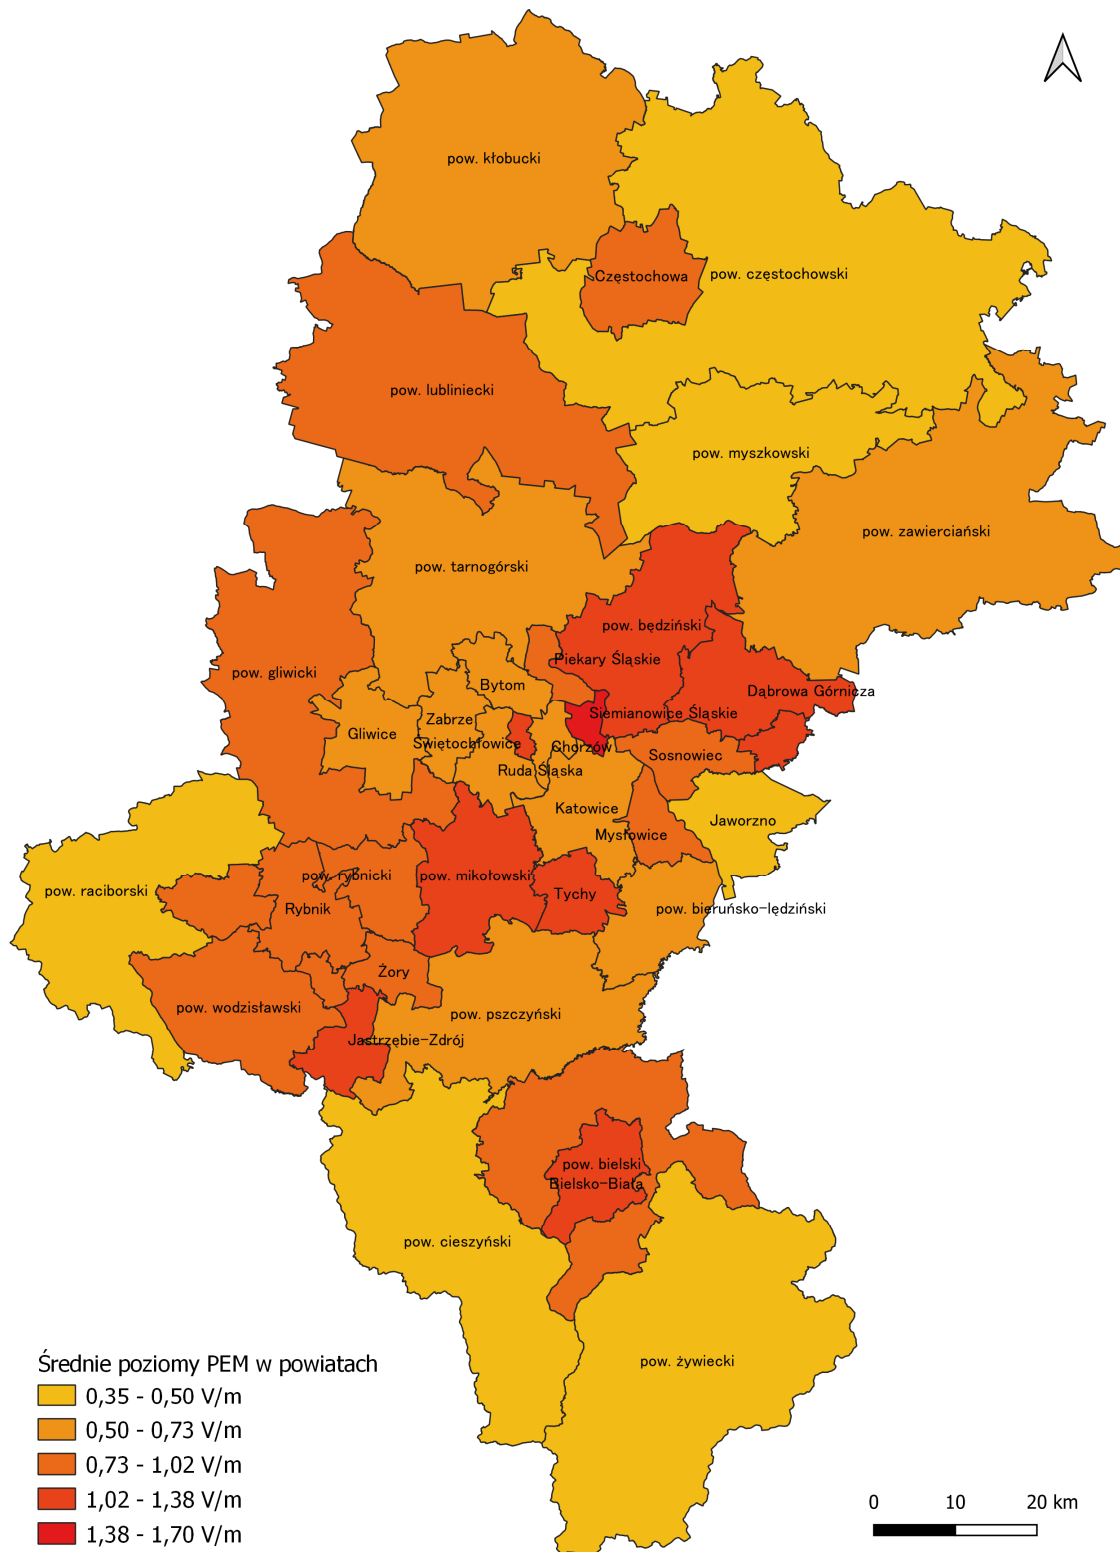 pow. kłobucki
Częstochowa
pow. częstochowski
pow. lubliniecki
pow. myszkowski
pow. zawierciański
pow. tarnogórski
pow. będziński
Piekary Śląskie
pow. gliwicki
Bytom
Dąbrowa Górnicza
Siemianowice Śląskie
Zabrze
Gliwice
Świętochłowice
Chorzów
Sosnowiec
Ruda Śląska
Katowice
Jaworzno
Mysłowice
pow. rybnicki
pow. mikołowski
pow. raciborski
Tychy
Rybnik
pow. bieruńsko-lędziński
Żory
pow. wodzisławski
pow. pszczyński
Jastrzębie-Zdrój
pow. bielski
Bielsko-Biała
pow. cieszyński
pow. żywiecki
Średnie poziomy PEM w powiatach
0,35 - 0,50 V/m
0,50 - 0,73 V/m
0,73 - 1,02 V/m
1,02 - 1,38 V/m
1,38 - 1,70 V/m
0 10 20 km